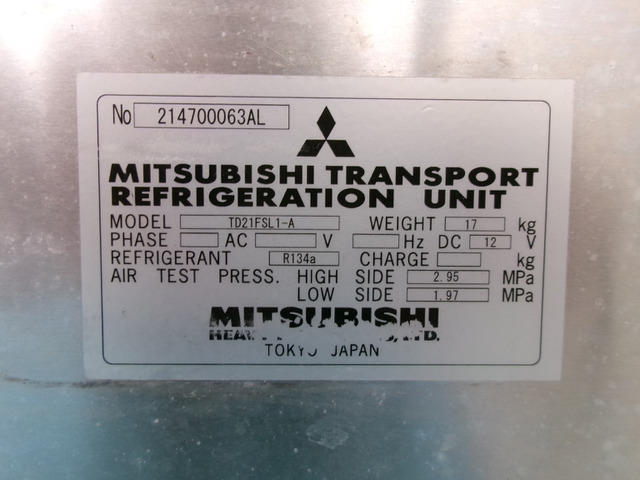 No 214700063AL
MITSUBISHI TRANSPORT
REFRIGERATION UNIT
MODEL TD21FSL1-A WEIGHT 17 kg
PHASE AC V Hz DC 12 V
REFRIGERANT R134a CHARGE kg
AIR TEST PRESS. HIGH SIDE 2.95 MPa
LOW SIDE 1.97 MPa
MITSUBISHI
LTD.
TOKYO JAPAN